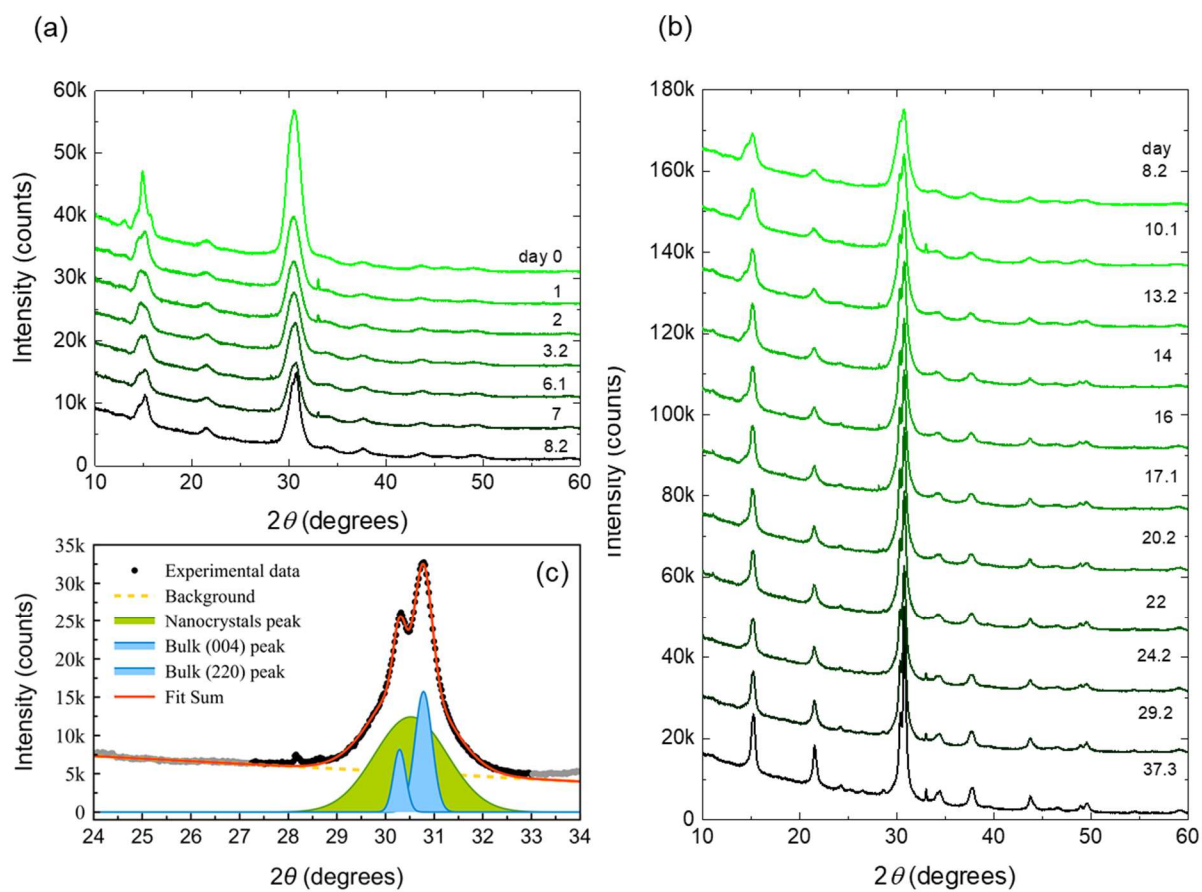 (a)
60k
50k
40k
30k
20k
10k
0
Intensity (counts)
day 0
1
2
3.2
6.1
7
8.2
10 20 30 40 50 60
2θ (degrees)
(b)
180k
160k
140k
120k
100k
80k
60k
40k
20k
0
Intensity (counts)
day
8.2
10.1
13.2
14
16
17.1
20.2
22
24.2
29.2
37.3
10 20 30 40 50 60
2θ (degrees)
(c)
35k
30k
25k
20k
15k
10k
5k
0
Intensity (counts)
Experimental data
Background
Nanocrystals peak
Bulk (004) peak
Bulk (220) peak
Fit Sum
24 25 26 27 28 29 30 31 32 33 34
2θ (degrees)